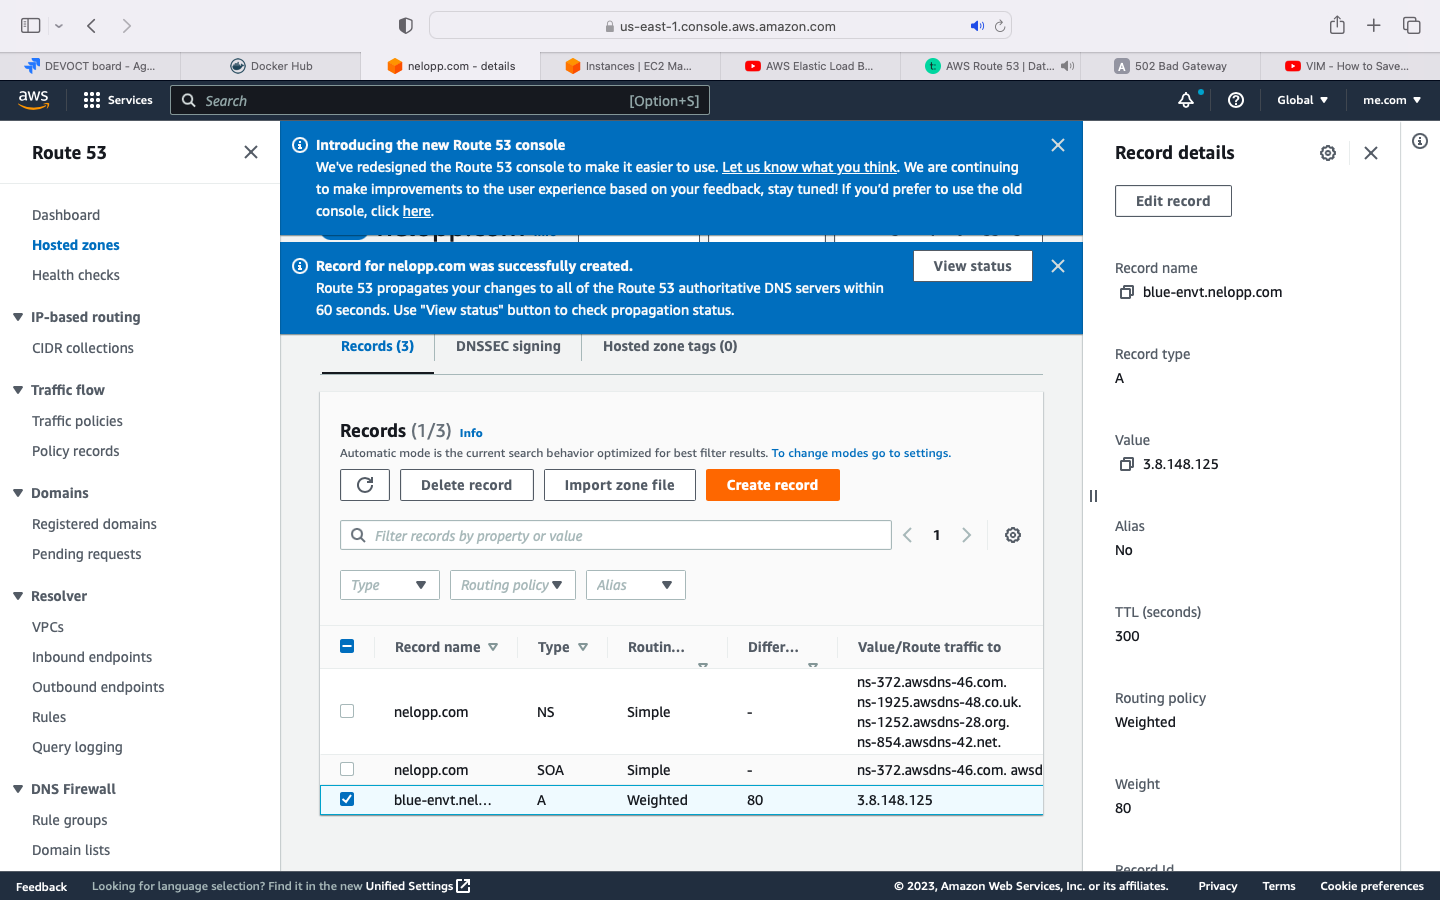 us-east-1.console.aws.amazon.com
DEVOCT board - Ag...
Docker Hub
nelopp.com - details
Instances | EC2 Ma...
AWS Elastic Load B...
AWS Route 53 | Dat...
A 502 Bad Gateway
VIM - How to Save...
aws
Services
Search
[Option+S]
Global
me.com
Route 53
Dashboard
Hosted zones
Health checks
IP-based routing
CIDR collections
Traffic flow
Traffic policies
Policy records
Domains
Registered domains
Pending requests
Resolver
VPCs
Inbound endpoints
Outbound endpoints
Rules
Query logging
DNS Firewall
Rule groups
Domain lists
Introducing the new Route 53 console
We've redesigned the Route 53 console to make it easier to use. Let us know what you think. We are continuing
to make improvements to the user experience based on your feedback, stay tuned! If you'd prefer to use the old
console, click here.
Record for nelopp.com was successfully created.
Route 53 propagates your changes to all of the Route 53 authoritative DNS servers within
60 seconds. Use "View status" button to check propagation status.
View status
Records (3)
DNSSEC signing
Hosted zone tags (0)
Records (1/3) Info
Automatic mode is the current search behavior optimized for best filter results. To change modes go to settings.
Delete record
Import zone file
Create record
Filter records by property or value
1
Type
Routing policy
Alias
Record name Type Routin... Differ... Value/Route traffic to
nelopp.com NS Simple - ns-372.awsdns-46.com.
ns-1925.awsdns-48.co.uk.
ns-1252.awsdns-28.org.
ns-854.awsdns-42.net.
nelopp.com SOA Simple - ns-372.awsdns-46.com. awsd
blue-envt.nel... A Weighted 80 3.8.148.125
Record details
Edit record
Record name
blue-envt.nelopp.com
Record type
A
Value
3.8.148.125
Alias
No
TTL (seconds)
300
Routing policy
Weighted
Weight
80
Record Id
Feedback
Looking for language selection? Find it in the new Unified Settings
© 2023, Amazon Web Services, Inc. or its affiliates.
Privacy
Terms
Cookie preferences